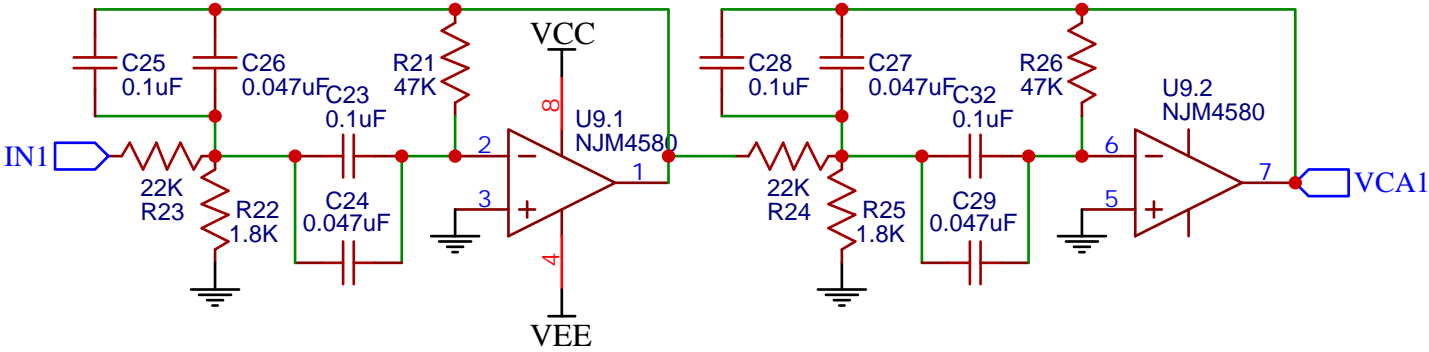 C25
0.1uF
C26
0.047uF
R21
47K
C23
0.1uF
VCC
8
U9.1
NJM4580
IN1
22K
R23
R22
1.8K
C24
0.047uF
2
3
1
4
VEE
C28
0.1uF
C27
0.047uF
R26
47K
C32
0.1uF
U9.2
NJM4580
22K
R24
R25
1.8K
C29
0.047uF
6
5
7
VCA1